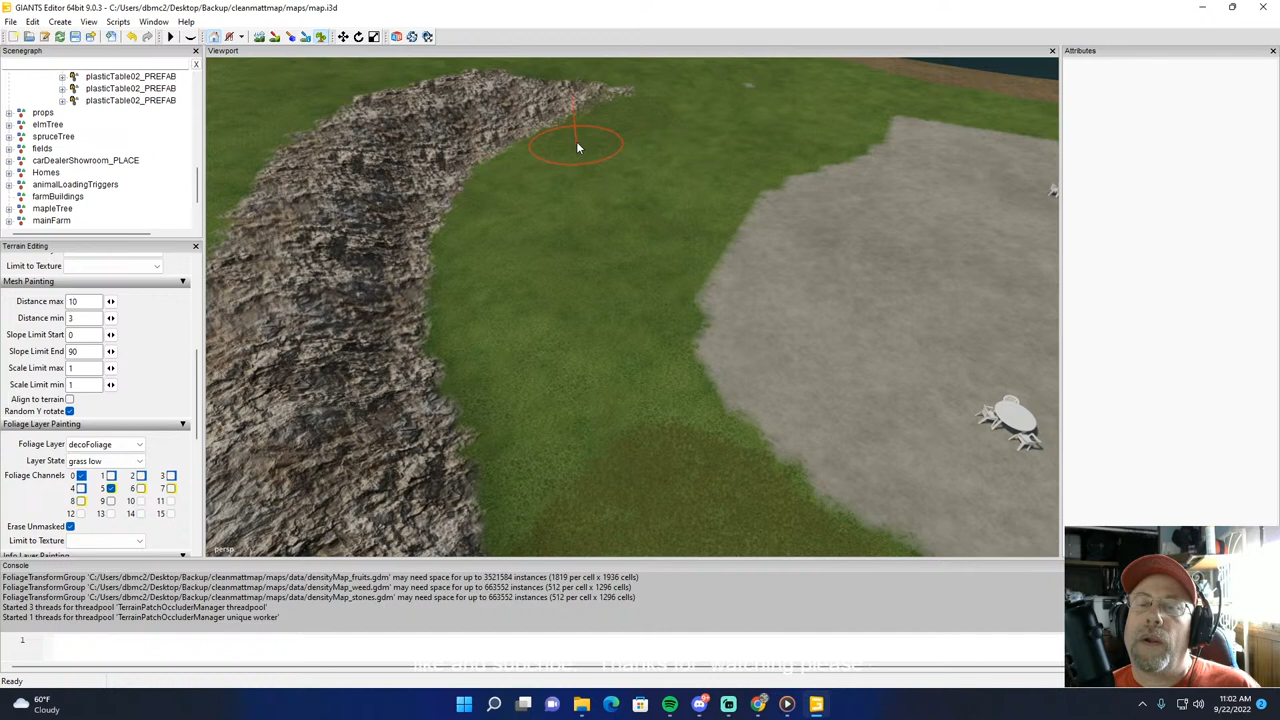 GIANTS Editor 64bit 9.0.3 - C:/Users/dbmc2/Desktop/Backup/cleanmattmap/maps/map.i3d
File Edit Create View Scripts Window Help
Scenegraph
X
plasticTable02_PREFAB
plasticTable02_PREFAB
plasticTable02_PREFAB
props
elmTree
spruceTree
fields
carDealerShowroom_PLACE
Homes
animalLoadingTriggers
farmBuildings
mapleTree
mainFarm
Terrain Editing
Limit to Texture
Mesh Painting
Distance max 10
Distance min 3
Slope Limit Start 0
Slope Limit End 90
Scale Limit max 1
Scale Limit min 1
Align to terrain
Random Y rotate
Foliage Layer Painting
Foliage Layer decoFoliage
Layer State grass low
Foliage Channels 0 1 2 3
4 5 6 7
8 9 10 11
12 13 14 15
Erase Unmasked
Limit to Texture
Info Layer Painting
Viewport
persp
Attributes
Console
FoliageTransformGroup 'C:/Users/dbmc2/Desktop/Backup/cleanmattmap/maps/data/densityMap_fruits.gdm' may need space for up to 3521584 instances (1819 per cell x 1936 cells)
FoliageTransformGroup 'C:/Users/dbmc2/Desktop/Backup/cleanmattmap/maps/data/densityMap_weed.gdm' may need space for up to 663552 instances (512 per cell x 1296 cells)
FoliageTransformGroup 'C:/Users/dbmc2/Desktop/Backup/cleanmattmap/maps/data/densityMap_stones.gdm' may need space for up to 663552 instances (512 per cell x 1296 cells)
Started 3 threads for threadpool 'TerrainPatchOccluderManager threadpool'
Started 1 threads for threadpool 'TerrainPatchOccluderManager unique worker'
1
Thanks for watching please
Ready
60°F
Cloudy
11:02 AM
9/22/2022